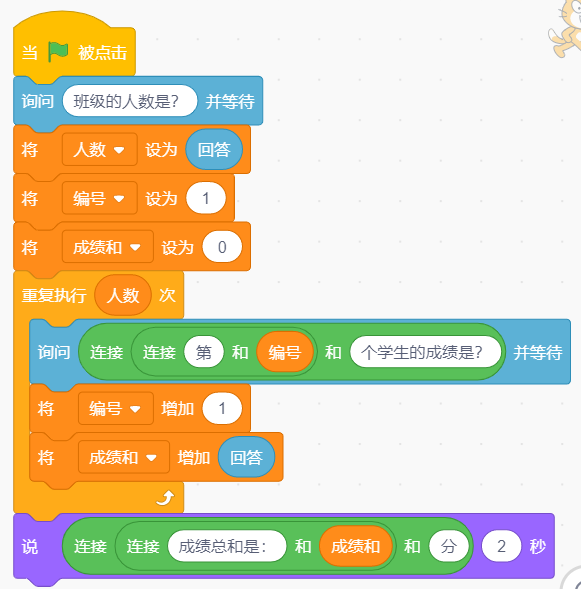 当 被点击
询问 班级的人数是？ 并等待
将 人数 设为 回答
将 编号 设为 1
将 成绩和 设为 0
重复执行 人数 次
询问 连接 连接 第 和 编号 和 个学生的成绩是？ 并等待
将 编号 增加 1
将 成绩和 增加 回答
说 连接 连接 成绩总和是： 和 成绩和 和 分 2 秒